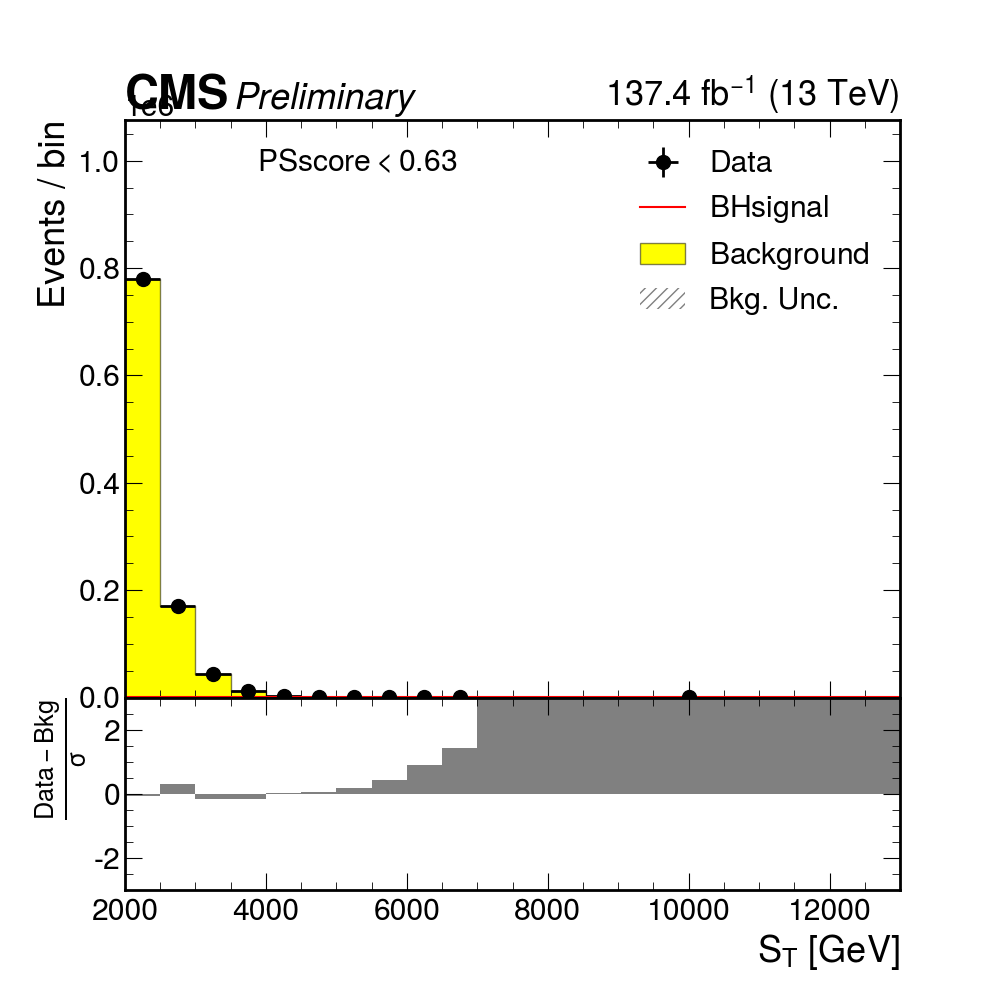 CMS Preliminary 137.4 fb⁻¹ (13 TeV)
1e6
Events / bin
PSscore < 0.63
Data
BHsignal
Background
Bkg. Unc.
1.0
0.8
0.6
0.4
0.2
0.0
Data – Bkg
σ
2
0
-2
2000 4000 6000 8000 10000 12000
S_T [GeV]